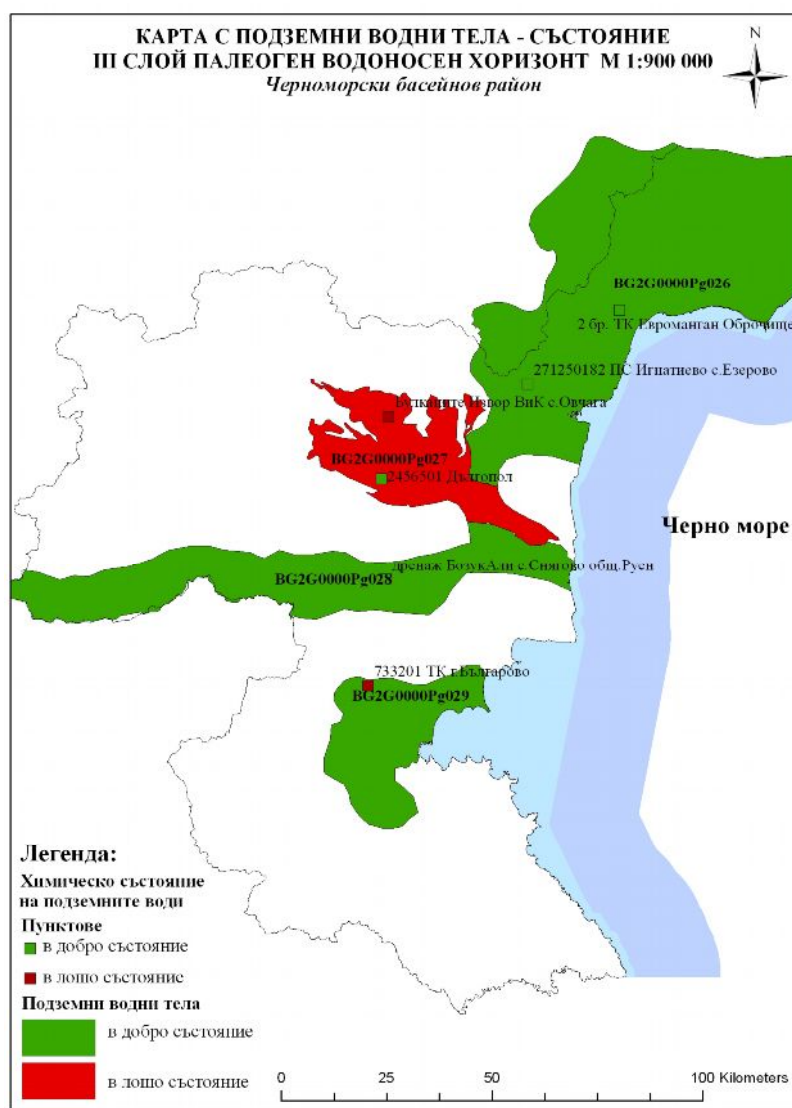 КАРТА С ПОДЗЕМНИ ВОДНИ ТЕЛА - СЪСТОЯНИЕ
III СЛОЙ ПАЛЕОГЕН ВОДОНОСЕН ХОРИЗОНТ М 1:900 000
Черноморски басейнов район
N
BG2G0000Pg026
2 бр. ТК Евроманган Оброчище
271250182 ПС Игнатиево с.Езерово
Булкаците Извор ВиК с.Овчага
BG2G0000Pg027
2456501 Дългопол
Черно море
дренаж БозукАли с.Снягово общ.Руен
BG2G0000Pg028
733201 ТК г.Българово
BG2G0000Pg029
Легенда:
Химическо състояние
на подземните води
Пунктове
в добро състояние
в лошо състояние
Подземни водни тела
в добро състояние
в лошо състояние
0 25 50 100 Kilometers